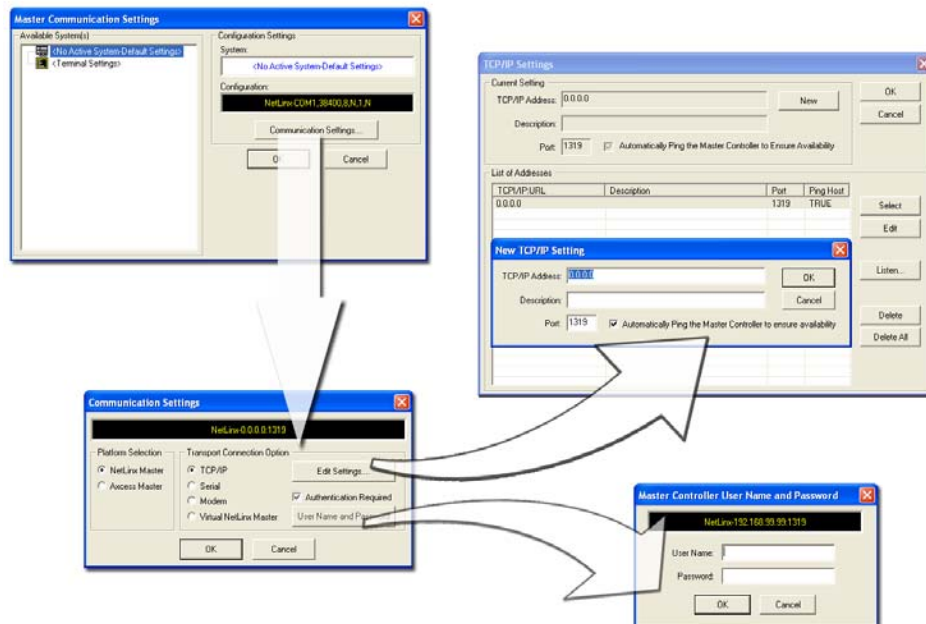 Master Communication Settings
Available System(s)
<No Active System-Default Settings>
<Terminal Settings>
Configuration Settings
System:
<No Active System-Default Settings>
Configuration:
NetLinx-COM1,38400,8,N,1,N
Communication Settings...
OK
Cancel
TCP/IP Settings
Current Setting
TCP/IP Address: 0.0.0.0
New
Description:
Port: 1319
Automatically Ping the Master Controller to Ensure Availability
OK
Cancel
List of Addresses
TCP/IP:URL Description Port Ping Host
0.0.0.0 1319 TRUE
Select
Edit
Listen...
Delete
Delete All
New TCP/IP Setting
TCP/IP Address: 0.0.0.0
OK
Description:
Cancel
Port: 1319
Automatically Ping the Master Controller to ensure availability
Communication Settings
NetLinx-0.0.0.0:1319
Platform Selection
NetLinx Master
Axcess Master
Transport Connection Option
TCP/IP
Serial
Modem
Virtual NetLinx Master
Edit Settings...
Authentication Required
User Name and Password
OK
Cancel
Master Controller User Name and Password
NetLinx-192.168.99.99:1319
User Name:
Password:
OK
Cancel